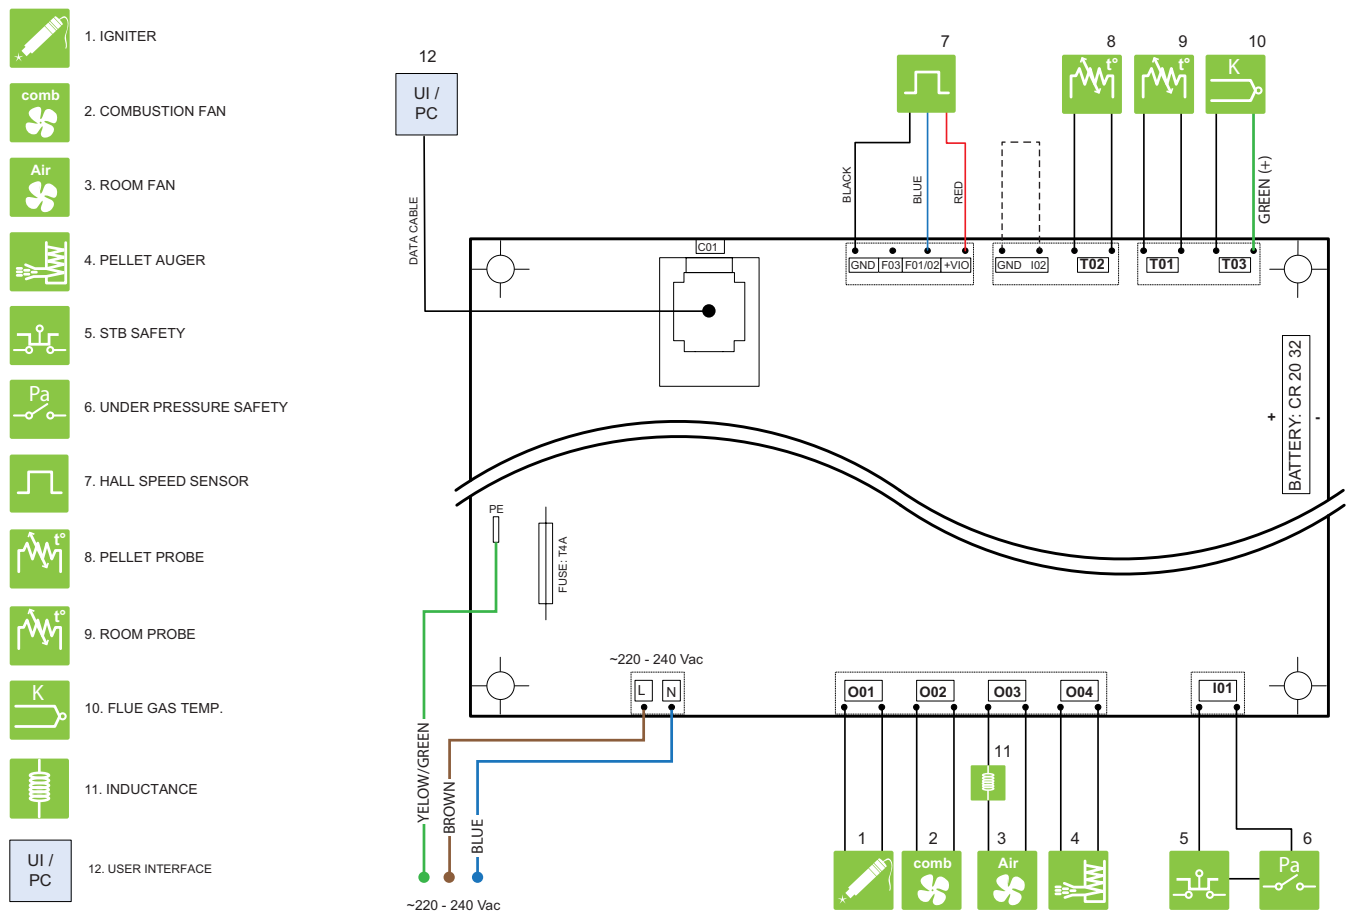 1. IGNITER
comb
2. COMBUSTION FAN
Air
3. ROOM FAN
4. PELLET AUGER
5. STB SAFETY
Pa
6. UNDER PRESSURE SAFETY
7. HALL SPEED SENSOR
t°
8. PELLET PROBE
t°
9. ROOM PROBE
K
10. FLUE GAS TEMP.
11. INDUCTANCE
UI /
PC
12. USER INTERFACE
12
UI /
PC
DATA CABLE
7
8
9
10
t°
t°
K
BLACK
BLUE
RED
GREEN (+)
C01
GND F03 F01/02 +VIO
GND I02 T02
T01 T03
+ BATTERY: CR 20 32 -
PE
FUSE: T4A
~220 - 240 Vac
L N
O01 O02 O03 O04
I01
YELOW/GREEN
BROWN
BLUE
~220 - 240 Vac
11
1 2 3 4 5 6
comb
Air
Pa